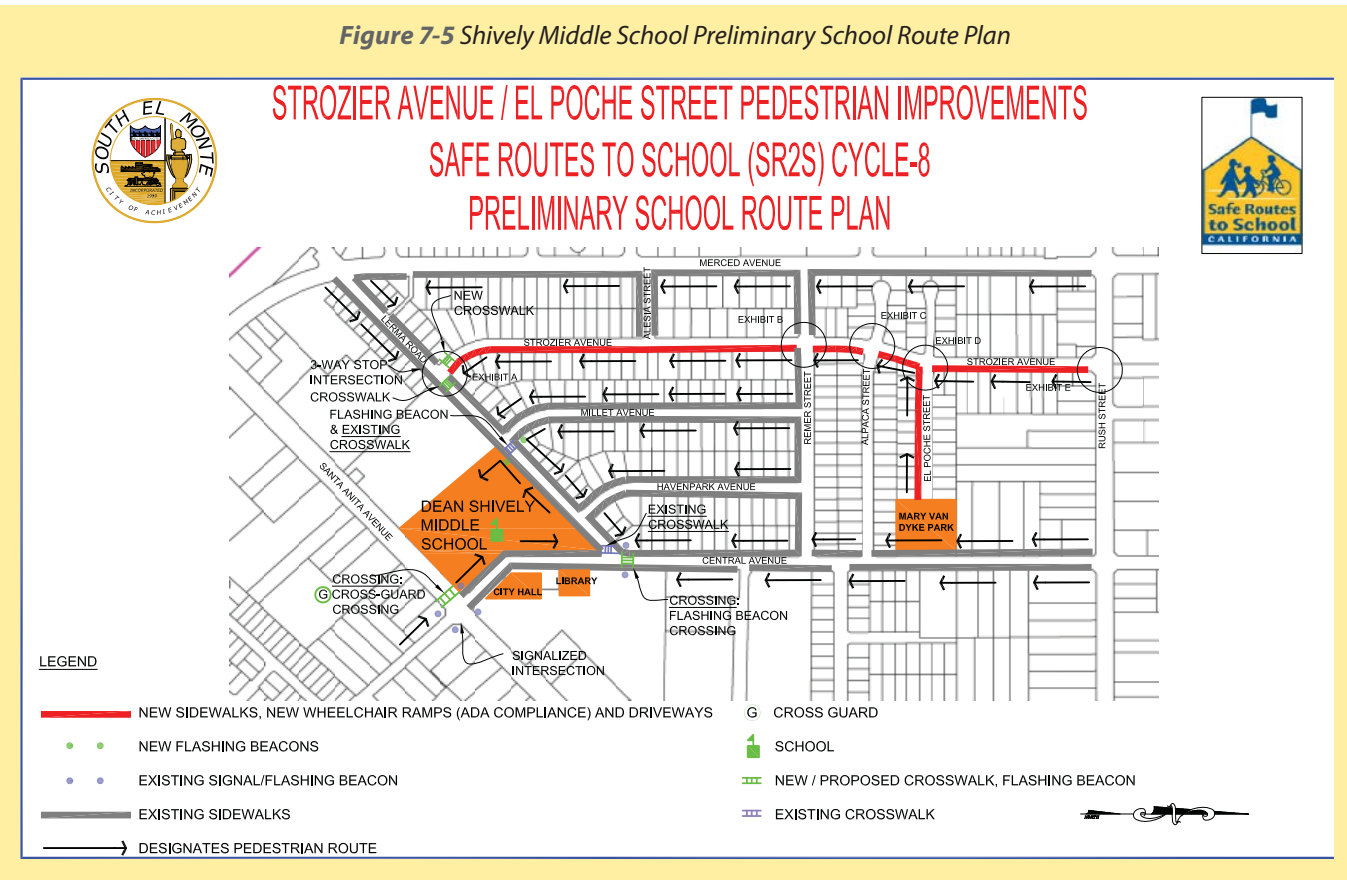 Figure 7-5 Shively Middle School Preliminary School Route Plan
STROZIER AVENUE / EL POCHE STREET PEDESTRIAN IMPROVEMENTS
SAFE ROUTES TO SCHOOL (SR2S) CYCLE-8
PRELIMINARY SCHOOL ROUTE PLAN
SOUTH EL MONTE
INCORPORATED
CITY OF ACHIEVEMENT
Safe Routes
to School
CALIFORNIA
MERCED AVENUE
NEW
CROSSWALK
ALESIA STREET
EXHIBIT B
EXHIBIT C
LERMA ROAD
STROZIER AVENUE
EXHIBIT D
STROZIER AVENUE
3-WAY STOP
INTERSECTION
CROSSWALK
EXHIBIT A
EXHIBIT E
FLASHING BEACON
& EXISTING
CROSSWALK
MILLET AVENUE
REMER STREET
ALPACA STREET
EL POCHE STREET
RUSH STREET
SANTA ANITA AVENUE
HAVENPARK AVENUE
DEAN SHIVELY
MIDDLE
SCHOOL
EXISTING
CROSSWALK
MARY VAN
DYKE PARK
CENTRAL AVENUE
CROSSING:
G CROSS-GUARD
CROSSING
CITY HALL
LIBRARY
CROSSING:
FLASHING BEACON
CROSSING
SIGNALIZED
INTERSECTION
LEGEND
NEW SIDEWALKS, NEW WHEELCHAIR RAMPS (ADA COMPLIANCE) AND DRIVEWAYS
NEW FLASHING BEACONS
EXISTING SIGNAL/FLASHING BEACON
EXISTING SIDEWALKS
DESIGNATES PEDESTRIAN ROUTE
G CROSS GUARD
SCHOOL
NEW / PROPOSED CROSSWALK, FLASHING BEACON
EXISTING CROSSWALK
NORTH